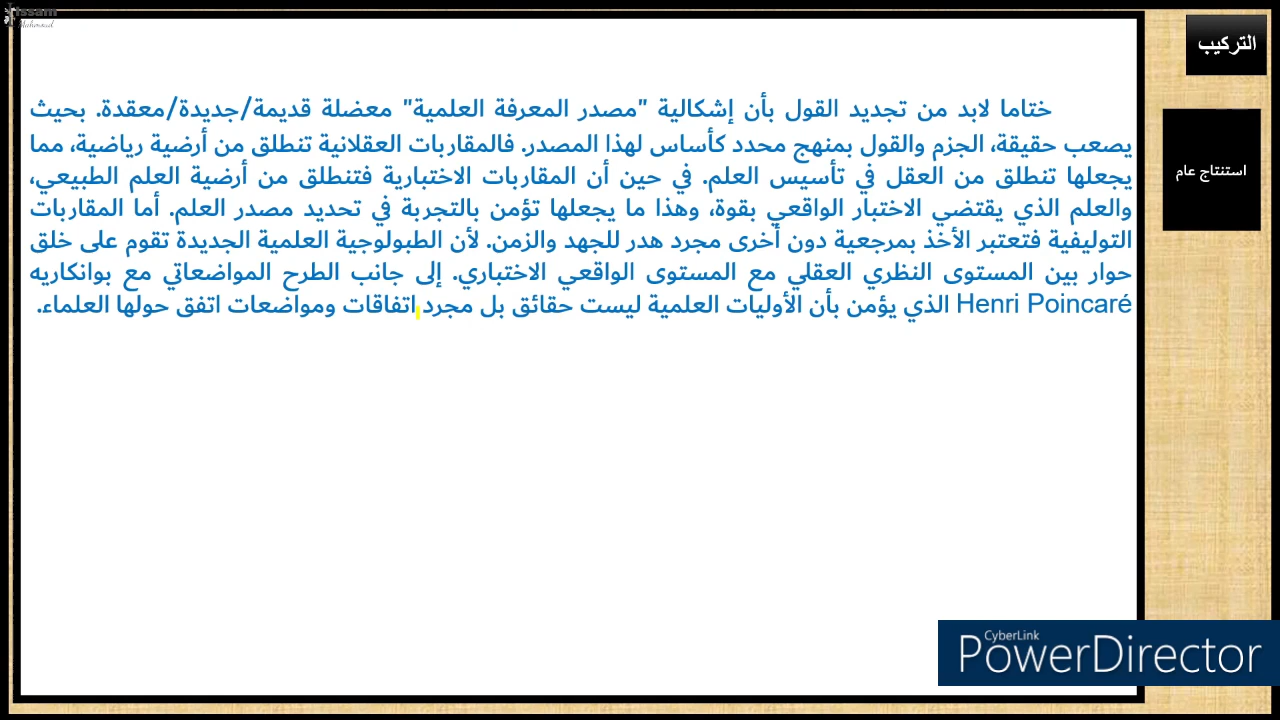 Issam
Mahmoud
التركيب
استنتاج عام
ختاما لابد من تجديد القول بأن إشكالية "مصدر المعرفة العلمية" معضلة قديمة/جديدة/معقدة. بحيث
يصعب حقيقة، الجزم والقول بمنهج محدد كأساس لهذا المصدر. فالمقاربات العقلانية تنطلق من أرضية رياضية، مما
يجعلها تنطلق من العقل في تأسيس العلم. في حين أن المقاربات الاختبارية فتنطلق من أرضية العلم الطبيعي،
والعلم الذي يقتضي الاختبار الواقعي بقوة، وهذا ما يجعلها تؤمن بالتجربة في تحديد مصدر العلم. أما المقاربات
التوليفية فتعتبر الأخذ بمرجعية دون أخرى مجرد هدر للجهد والزمن. لأن الطبولوجية العلمية الجديدة تقوم على خلق
حوار بين المستوى النظري العقلي مع المستوى الواقعي الاختباري. إلى جانب الطرح المواضعاتي مع بوانكاريه
Henri Poincaré الذي يؤمن بأن الأوليات العلمية ليست حقائق بل مجرد اتفاقات ومواضعات اتفق حولها العلماء.
CyberLink
PowerDirector